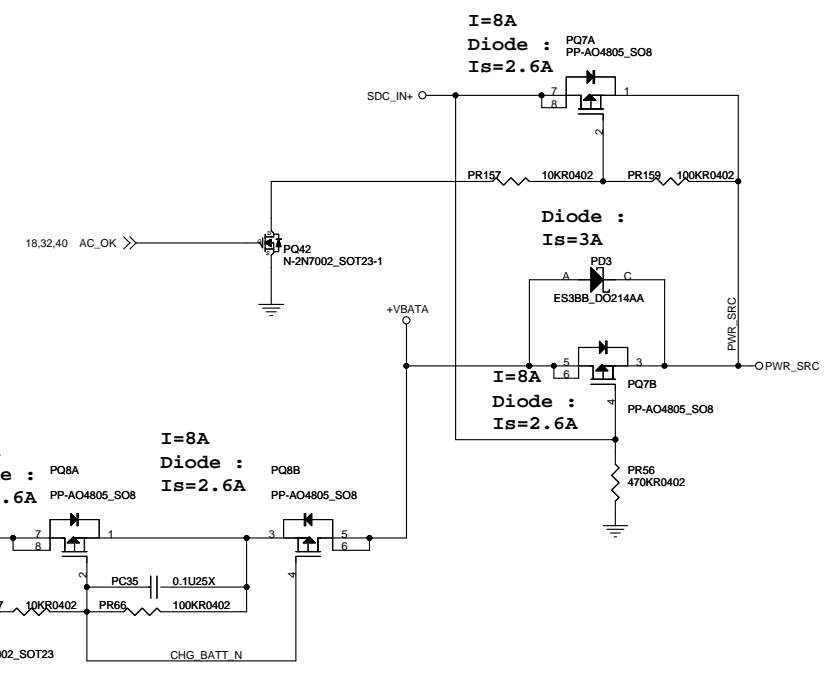 I=8A
Diode :
Is=2.6A
PQ7A
PP-AO4805_SO8
SDC_IN+
7
8
1
2
PR157
10KR0402
PR159
100KR0402
18,32,40
AC_OK
PQ42
N-2N7002_SOT23-1
Diode :
Is=3A
PD3
A
C
ES3BB_DO214AA
PWR_SRC
+VBATA
5
6
3
4
PWR_SRC
I=8A
Diode :
Is=2.6A
PQ7B
PP-AO4805_SO8
PR56
470KR0402
e :
.6A
PQ8A
PP-AO4805_SO8
I=8A
Diode :
Is=2.6A
PQ8B
PP-AO4805_SO8
7
8
1
2
3
5
6
4
PC35
0.1U25X
7
10KR0402
PR66
100KR0402
002_SOT23
CHG_BATT_N